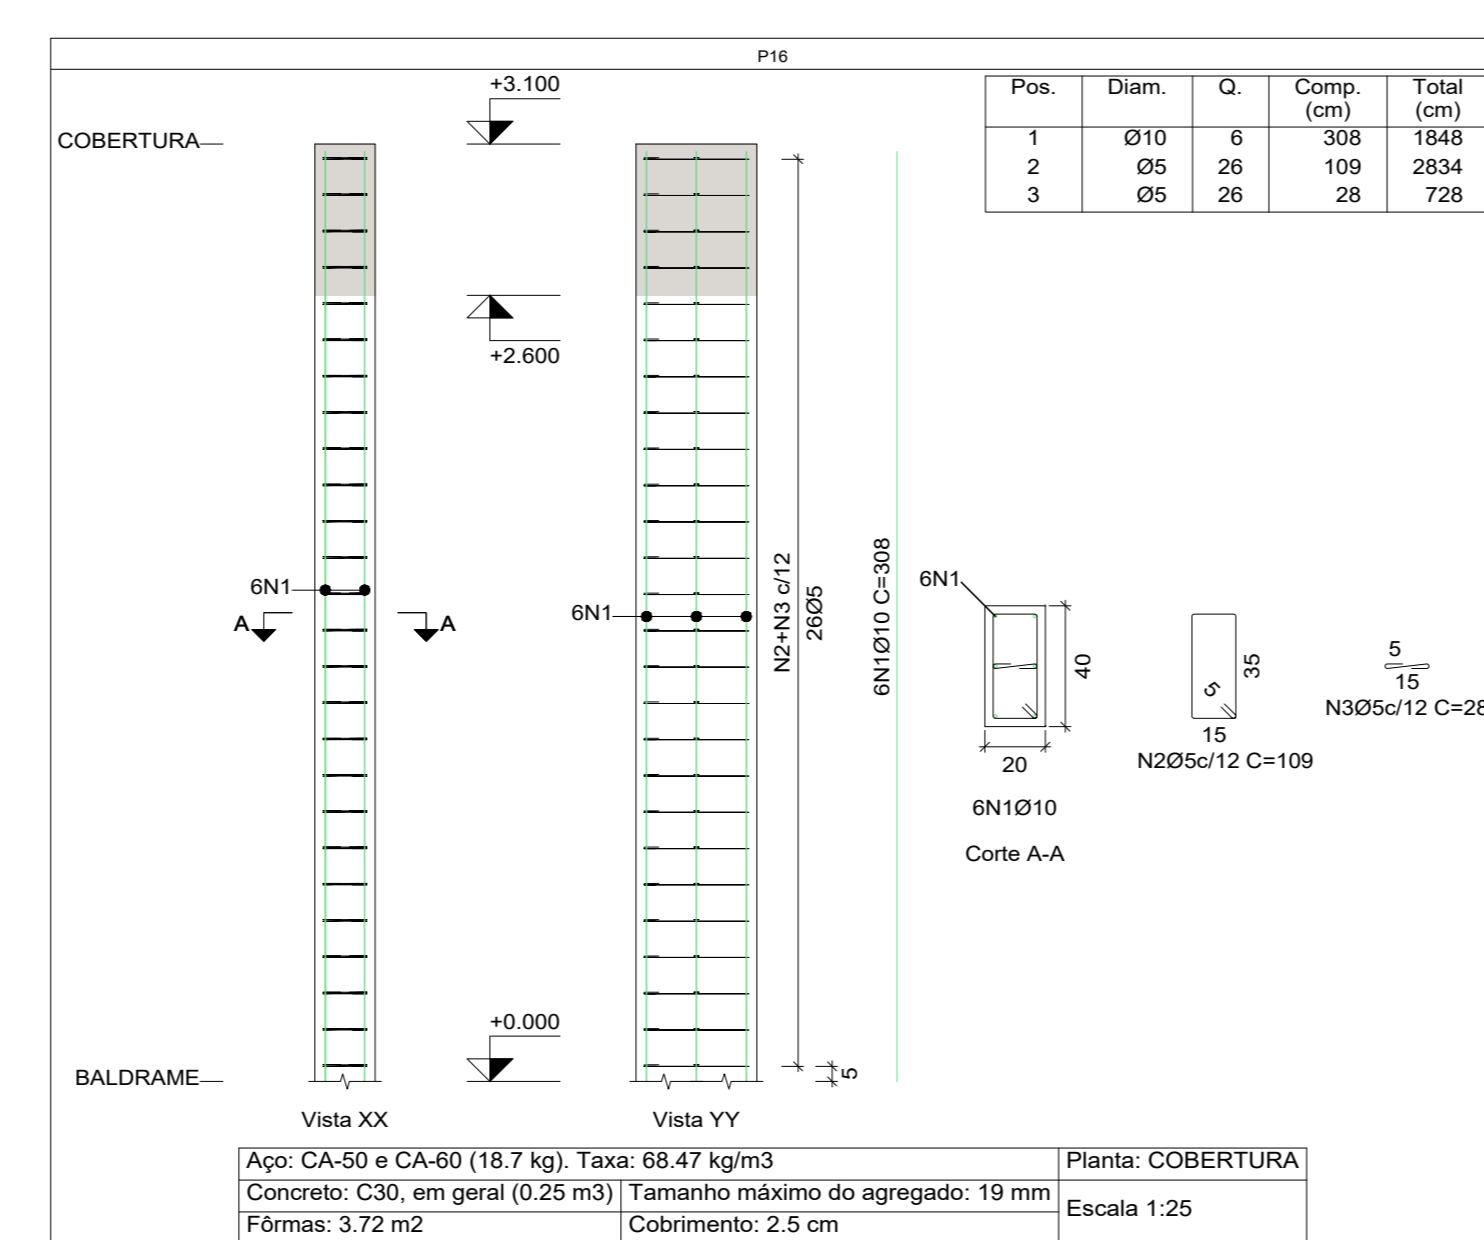 P16
+3.100
COBERTURA
Pos. Diam. Q. Comp. (cm) Total (cm)
1 Ø10 6 308 1848
2 Ø5 26 109 2834
3 Ø5 26 28 728
+2.600
6N1
A A
6N1
N2+N3 c/12
26Ø5
6N1Ø10 C=308
6N1
40
20
6N1Ø10
Corte A-A
35
5
15
N2Ø5c/12 C=109
5
15
N3Ø5c/12 C=28
+0.000
BALDRAME
5
Vista XX
Vista YY
Aço: CA-50 e CA-60 (18.7 kg). Taxa: 68.47 kg/m3
Planta: COBERTURA
Concreto: C30, em geral (0.25 m3)
Tamanho máximo do agregado: 19 mm
Escala 1:25
Fôrmas: 3.72 m2
Cobrimento: 2.5 cm